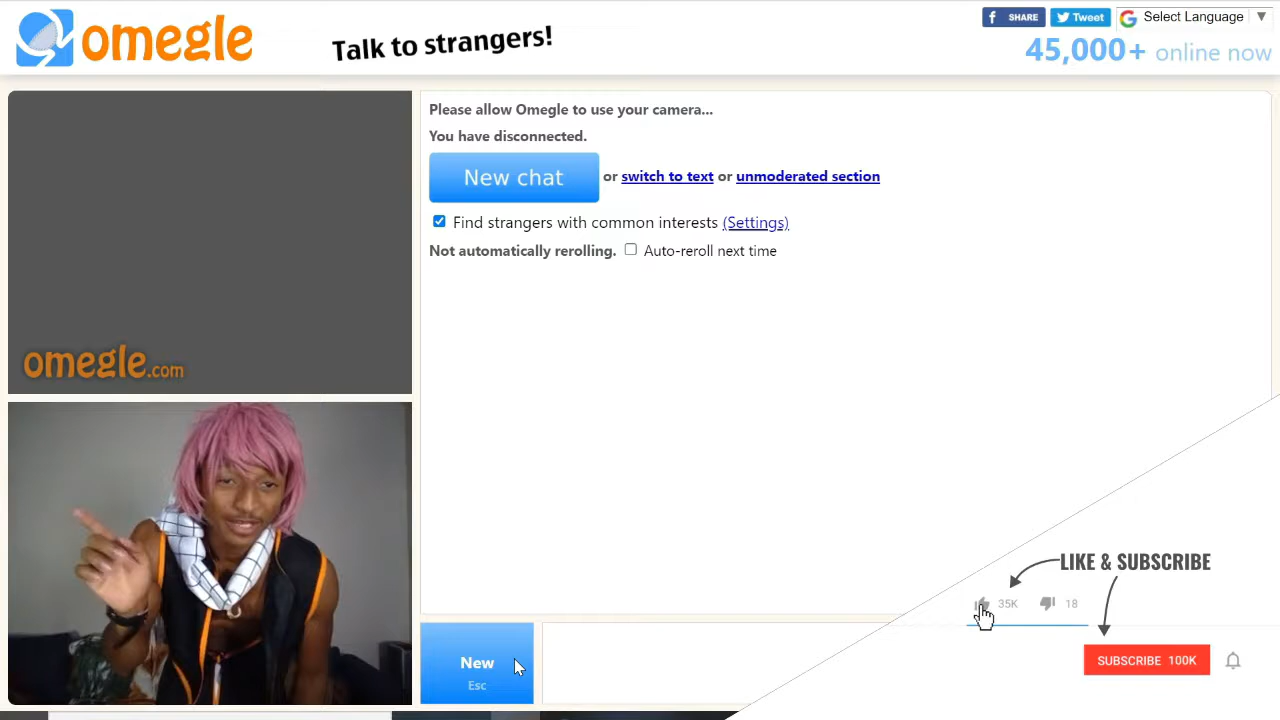 omegle
Talk to strangers!
SHARE
Tweet
Select Language
45,000+ online now
Please allow Omegle to use your camera...
You have disconnected.
New chat or switch to text or unmoderated section
Find strangers with common interests (Settings)
Not automatically rerolling. Auto-reroll next time
omegle.com
LIKE & SUBSCRIBE
35K 18
SUBSCRIBE 100K
New
Esc